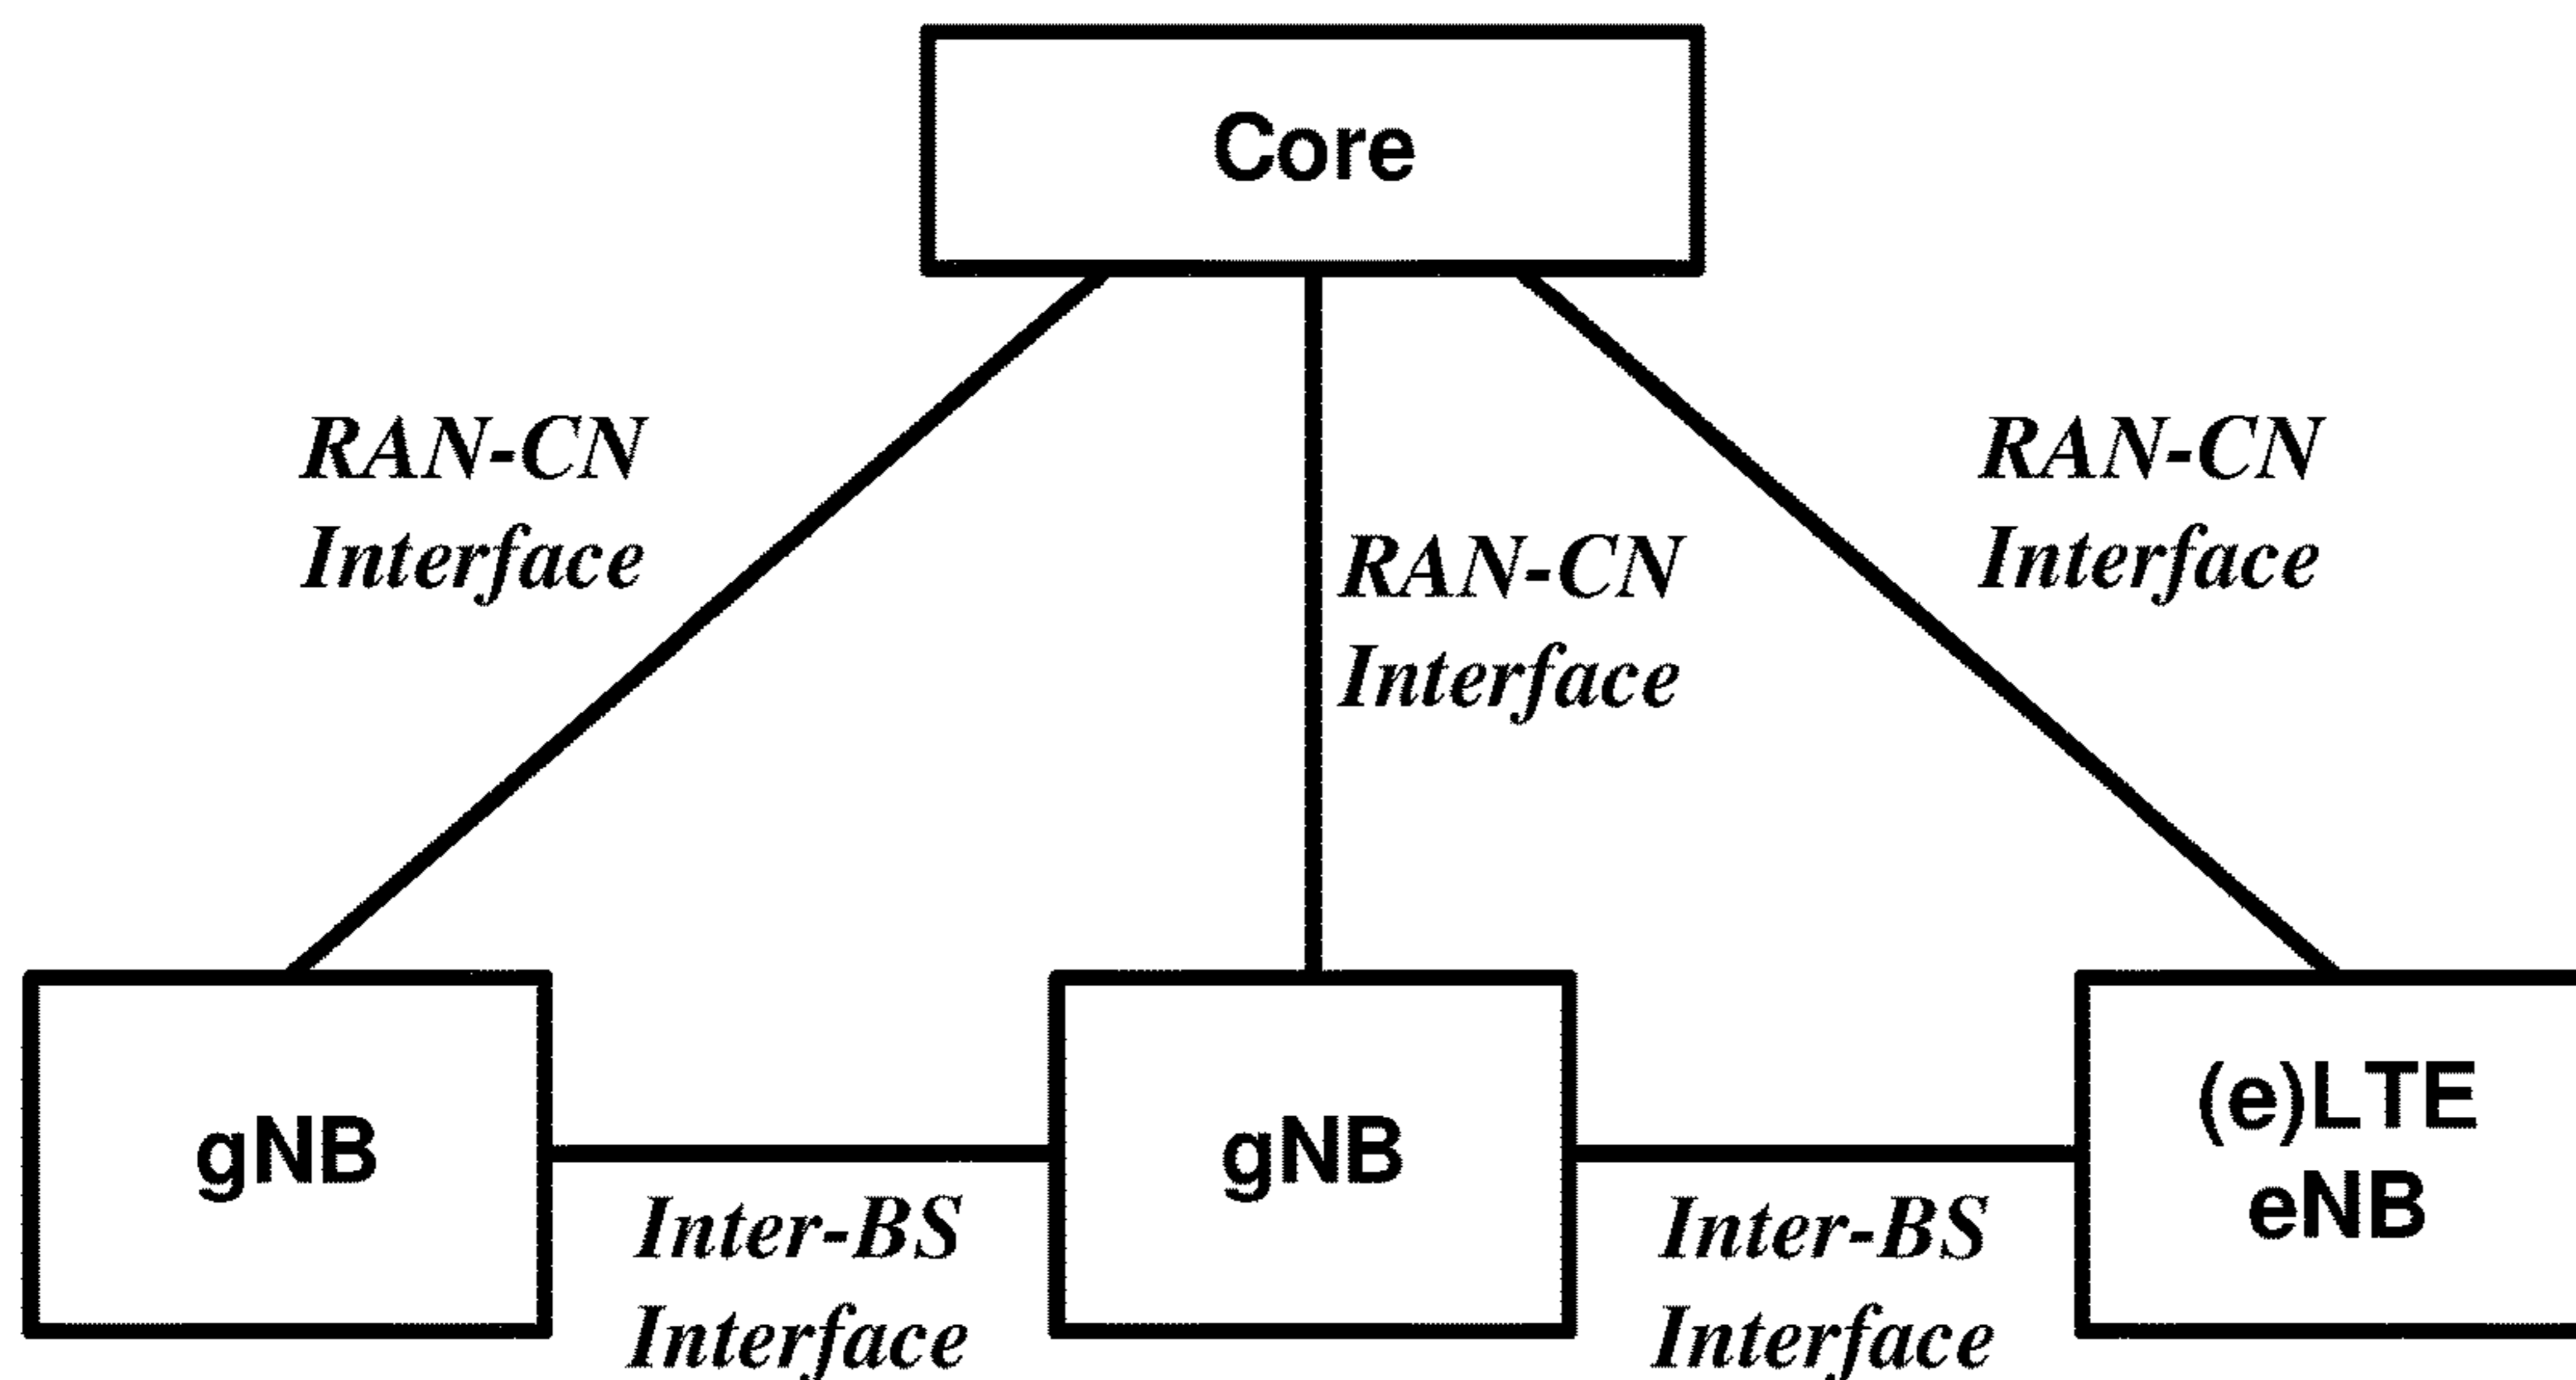 Core
RAN-CN
Interface
RAN-CN
Interface
RAN-CN
Interface
gNB
gNB
(e)LTE
eNB
Inter-BS
Interface
Inter-BS
Interface